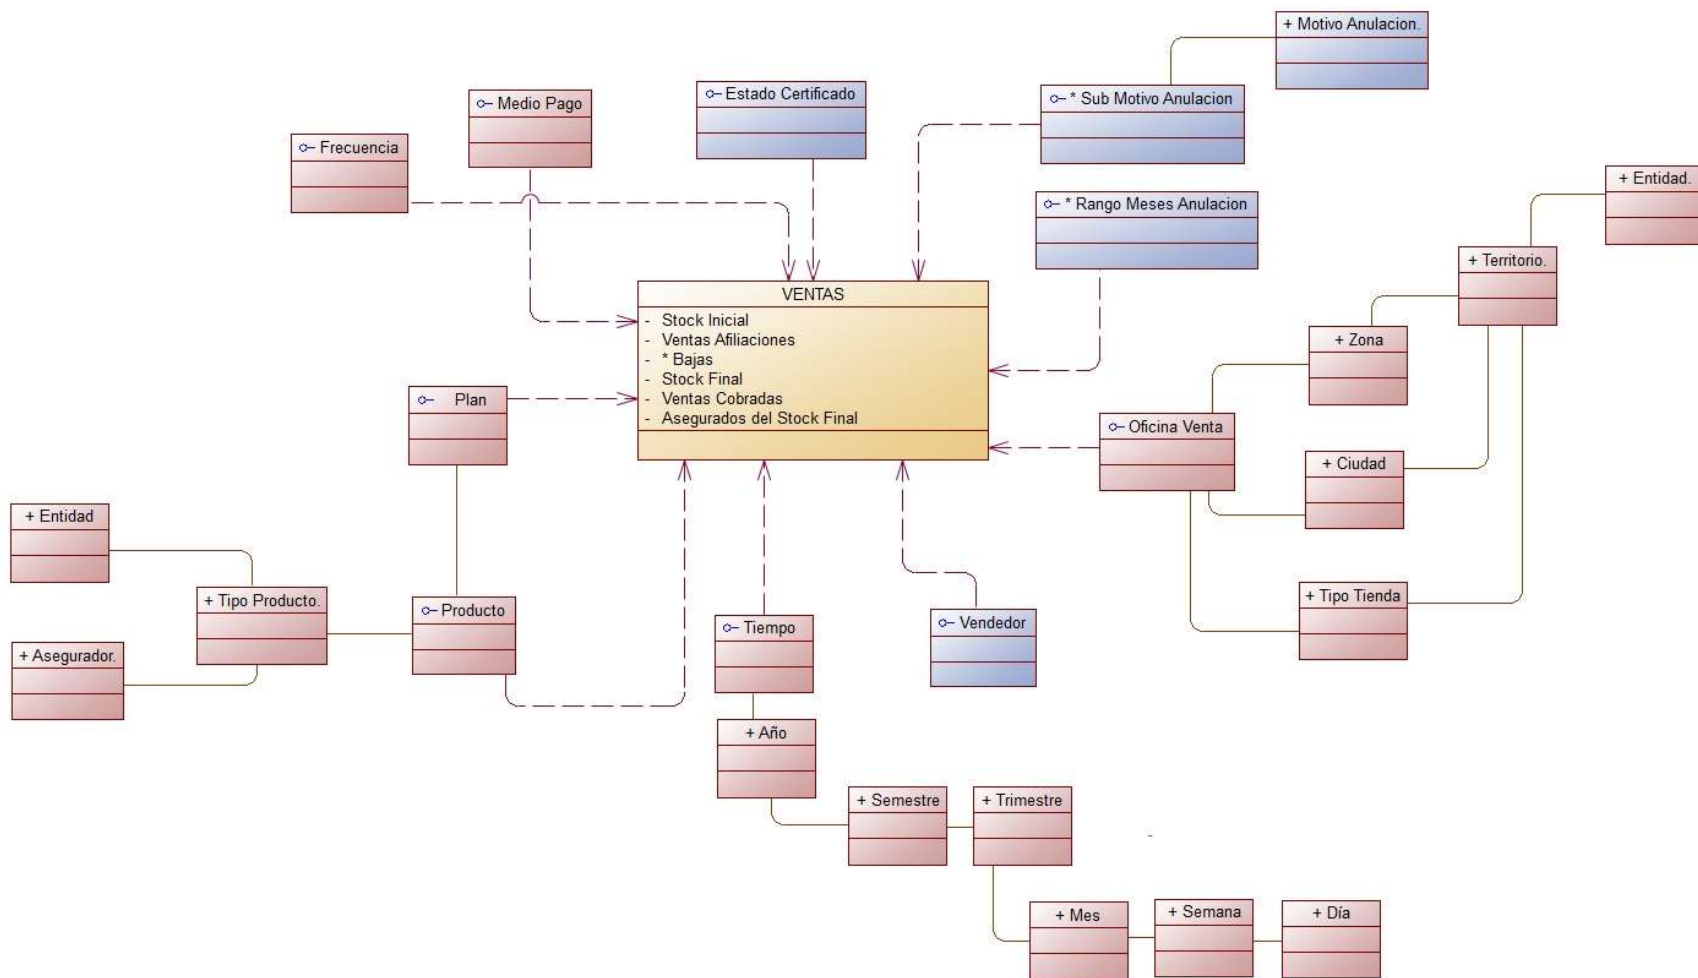 + Motivo Anulacion.
Medio Pago
Estado Certificado
* Sub Motivo Anulacion
Frecuencia
+ Entidad.
* Rango Meses Anulacion
+ Territorio.
VENTAS
- Stock Inicial
- Ventas Afiliaciones
- * Bajas
- Stock Final
- Ventas Cobradas
- Asegurados del Stock Final
+ Zona
Plan
Oficina Venta
+ Ciudad
+ Entidad
+ Tipo Producto.
Producto
+ Tipo Tienda
Tiempo
Vendedor
+ Asegurador.
+ Año
+ Semestre
+ Trimestre
+ Mes
+ Semana
+ Día